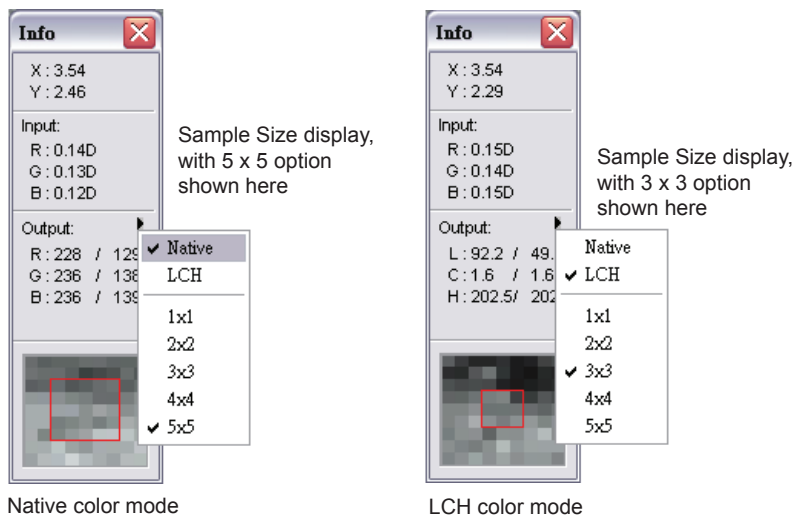 Info
X : 3.54
Y : 2.46
Input:
R : 0.14D
G : 0.13D
B : 0.12D
Output:
R : 228 / 129
G : 236 / 138
B : 236 / 139
✔ Native
LCH
1x1
2x2
3x3
4x4
✔ 5x5
Sample Size display,
with 5 x 5 option
shown here
Native color mode
Info
X : 3.54
Y : 2.29
Input:
R : 0.15D
G : 0.14D
B : 0.15D
Output:
L : 92.2 / 49.
C : 1.6 / 1.6
H : 202.5/ 202
Native
✔ LCH
1x1
2x2
✔ 3x3
4x4
5x5
Sample Size display,
with 3 x 3 option
shown here
LCH color mode